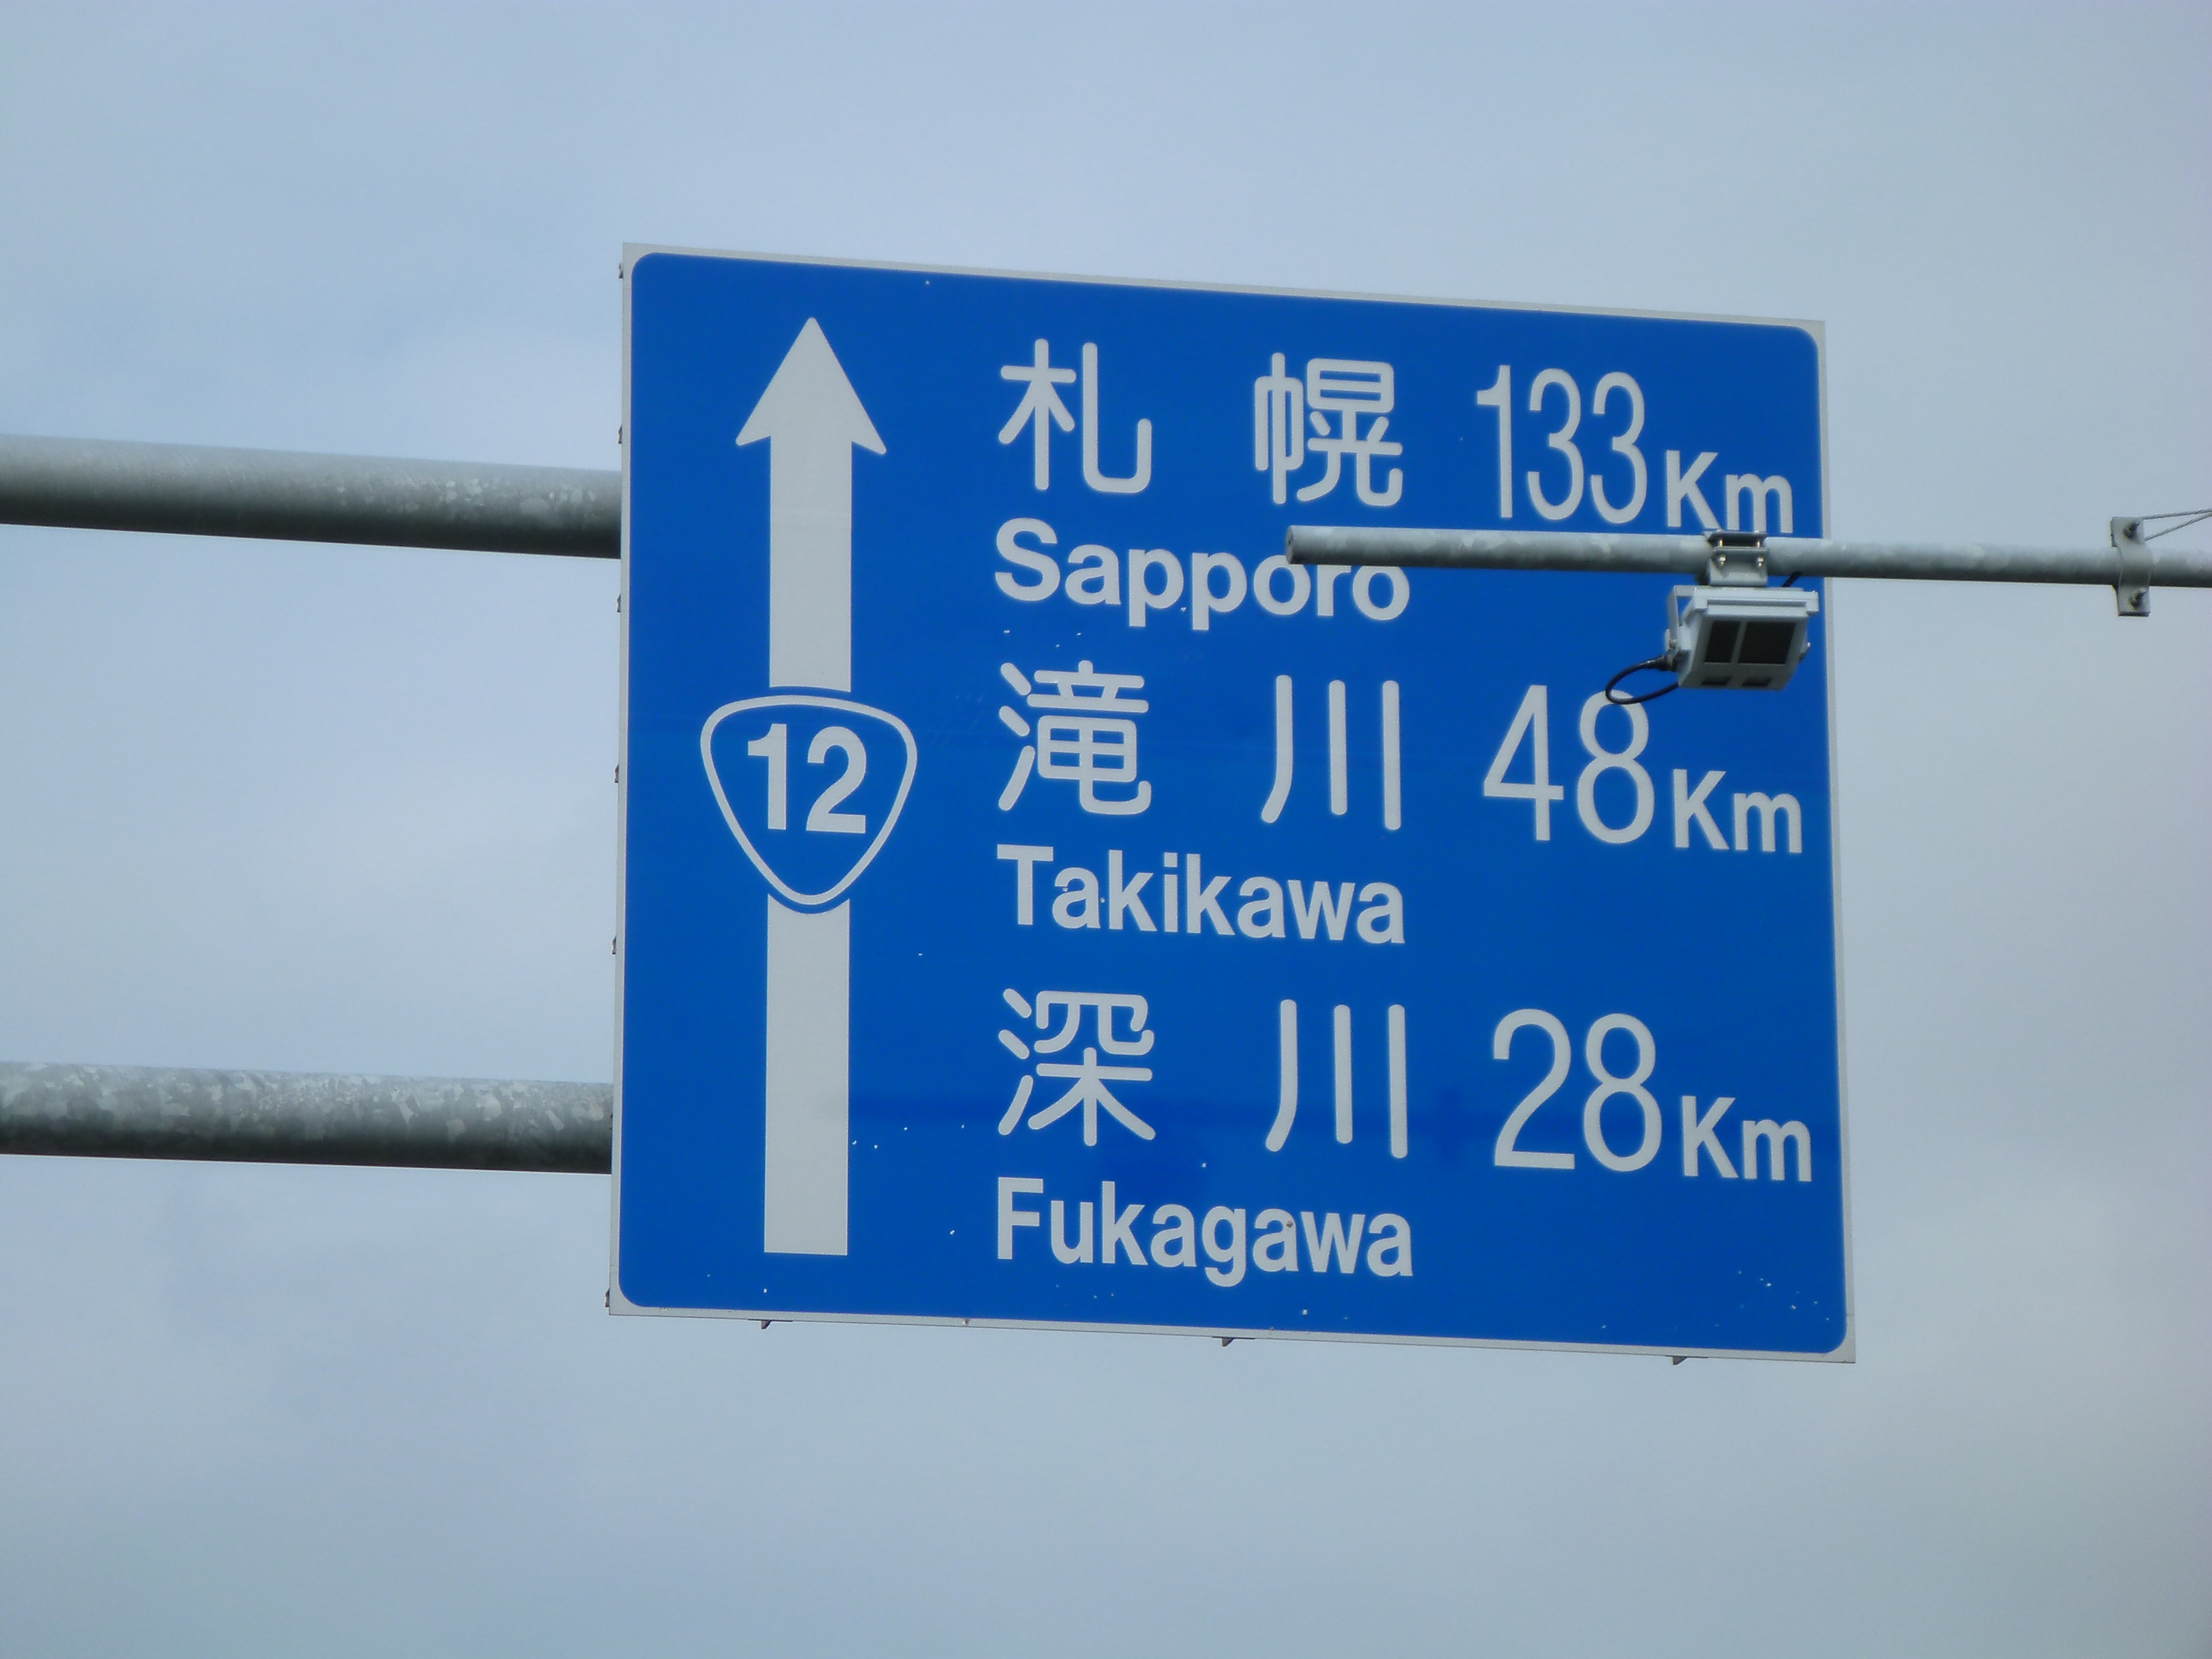 札幌 133Km
Sapporo
12
滝川 48Km
Takikawa
深川 28Km
Fukagawa